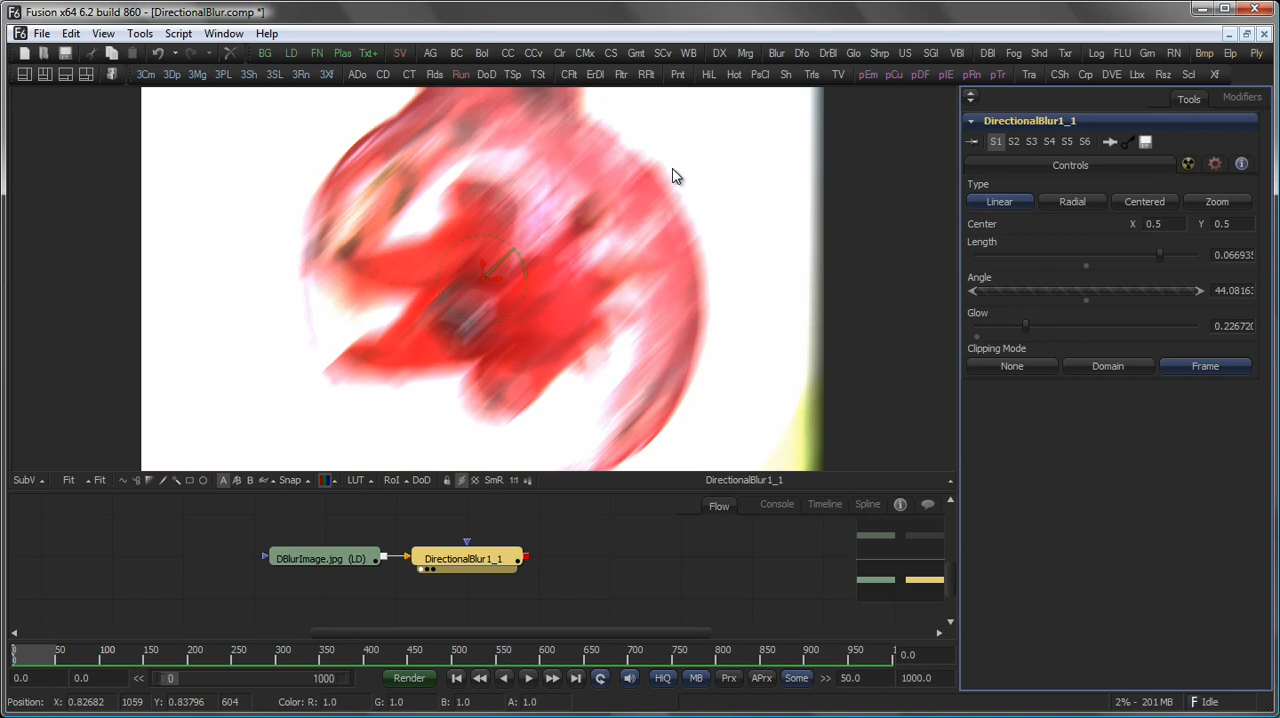 Fusion x64 6.2 build 860 - [DirectionalBlur.comp *]
File Edit View Tools Script Window Help
BG LD FN Plas Txt+ SV AG BC Bol CC CCv Clr CMx CS Gmt SCv WB DX Mrg Blur Dfo DrBl Glo Shrp US SGl VBl DBl Fog Shd Txr Log FLU Gm RN Bmp Elp Ply
3Cm 3Dp 3Mg 3PL 3Sh 3SL 3Rn 3Xf ADo CD CT Flds Run DoD TSp TSt CFlt ErDl Fltr RFlt Pnt HiL Hot PsCl Sh Trls TV pEm pCu pDF pIE pRn pTr Tra CSh Crp DVE Lbx Rsz Scl Xf
Tools Modifiers
DirectionalBlur1_1
S1 S2 S3 S4 S5 S6
Controls
Type
Linear Radial Centered Zoom
Center X 0.5 Y 0.5
Length
0.066935
Angle
44.0816
Glow
0.226720
Clipping Mode
None Domain Frame
SubV Fit Fit A B B Snap LUT RoI DoD SmR 1:1 DirectionalBlur1_1
Flow Console Timeline Spline
DBlurImage.jpg (LD) DirectionalBlur1_1
0 50 100 150 200 250 300 350 400 450 500 550 600 650 700 750 800 850 900 950 0.0
0.0 0.0 << 0 1000 Render HiQ MB Prx APrx Some >> 50.0 1000.0
Position: X: 0.82682 1059 Y: 0.83796 604 Color: R: 1.0 G: 1.0 B: 1.0 A: 1.0 2% - 201 MB Idle